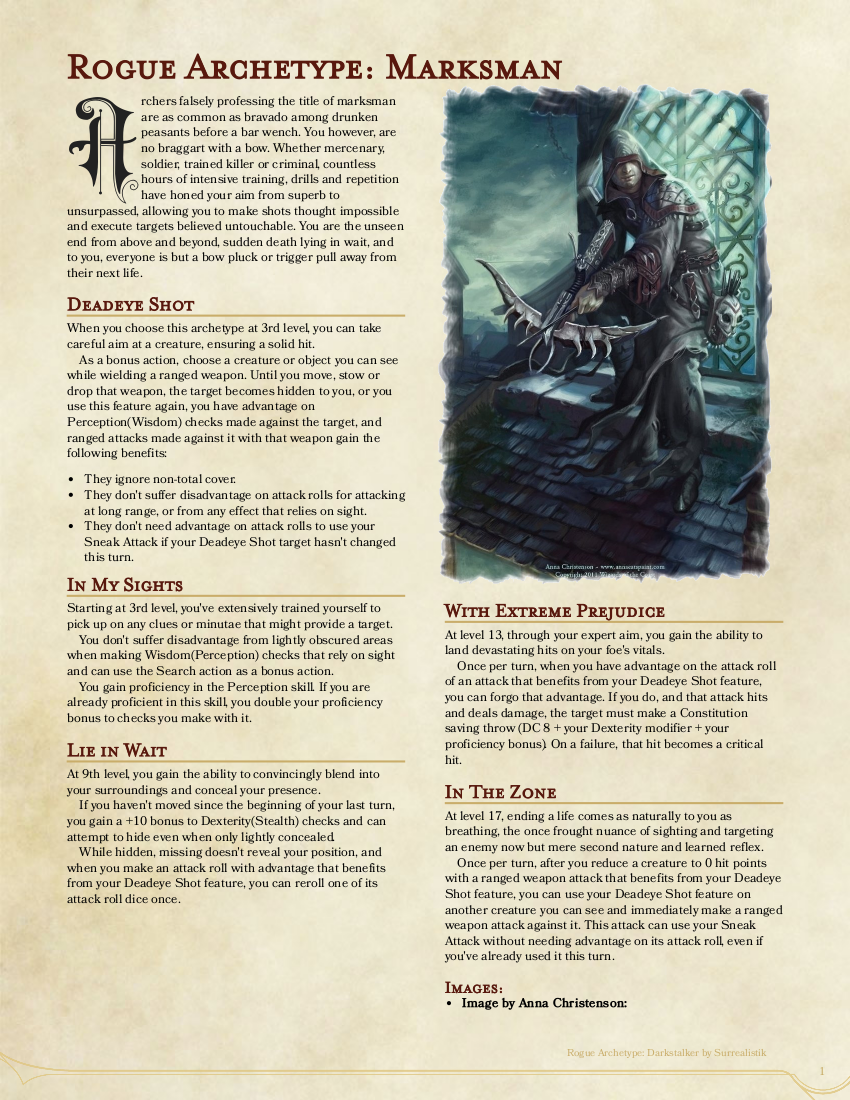 Rogue Archetype: Marksman
Archers falsely professing the title of marksman
are as common as bravado among drunken
peasants before a bar wench. You however, are
no braggart with a bow. Whether mercenary,
soldier, trained killer or criminal, countless
hours of intensive training, drills and repetition
have honed your aim from superb to
unsurpassed, allowing you to make shots thought impossible
and execute targets believed untouchable. You are the unseen
end from above and beyond, sudden death lying in wait, and
to you, everyone is but a bow pluck or trigger pull away from
their next life.
Deadeye Shot
When you choose this archetype at 3rd level, you can take
careful aim at a creature, ensuring a solid hit.
As a bonus action, choose a creature or object you can see
while wielding a ranged weapon. Until you move, stow or
drop that weapon, the target becomes hidden to you, or you
use this feature again, you have advantage on
Perception(Wisdom) checks made against the target, and
ranged attacks made against it with that weapon gain the
following benefits:
• They ignore non-total cover.
• They don't suffer disadvantage on attack rolls for attacking
at long range, or from any effect that relies on sight.
• They don't need advantage on attack rolls to use your
Sneak Attack if your Deadeye Shot target hasn't changed
this turn.
In My Sights
Starting at 3rd level, you've extensively trained yourself to
pick up on any clues or minutae that might provide a target.
You don't suffer disadvantage from lightly obscured areas
when making Wisdom(Perception) checks that rely on sight
and can use the Search action as a bonus action.
You gain proficiency in the Perception skill. If you are
already proficient in this skill, you double your proficiency
bonus to checks you make with it.
Lie in Wait
At 9th level, you gain the ability to convincingly blend into
your surroundings and conceal your presence.
If you haven't moved since the beginning of your last turn,
you gain a +10 bonus to Dexterity(Stealth) checks and can
attempt to hide even when only lightly concealed.
While hidden, missing doesn't reveal your position, and
when you make an attack roll with advantage that benefits
from your Deadeye Shot feature, you can reroll one of its
attack roll dice once.
Anna Christenson - www.annaeatspaint.com
Copyright 2011 Wizards of the
With Extreme Prejudice
At level 13, through your expert aim, you gain the ability to
land devastating hits on your foe's vitals.
Once per turn, when you have advantage on the attack roll
of an attack that benefits from your Deadeye Shot feature,
you can forgo that advantage. If you do, and that attack hits
and deals damage, the target must make a Constitution
saving throw (DC 8 + your Dexterity modifier + your
proficiency bonus). On a failure, that hit becomes a critical
hit.
In The Zone
At level 17, ending a life comes as naturally to you as
breathing, the once frought nuance of sighting and targeting
an enemy now but mere second nature and learned reflex.
Once per turn, after you reduce a creature to 0 hit points
with a ranged weapon attack that benefits from your Deadeye
Shot feature, you can use your Deadeye Shot feature on
another creature you can see and immediately make a ranged
weapon attack against it. This attack can use your Sneak
Attack without needing advantage on its attack roll, even if
you've already used it this turn.
Images:
• Image by Anna Christenson:
Rogue Archetype: Darkstalker by Surrealistik
1